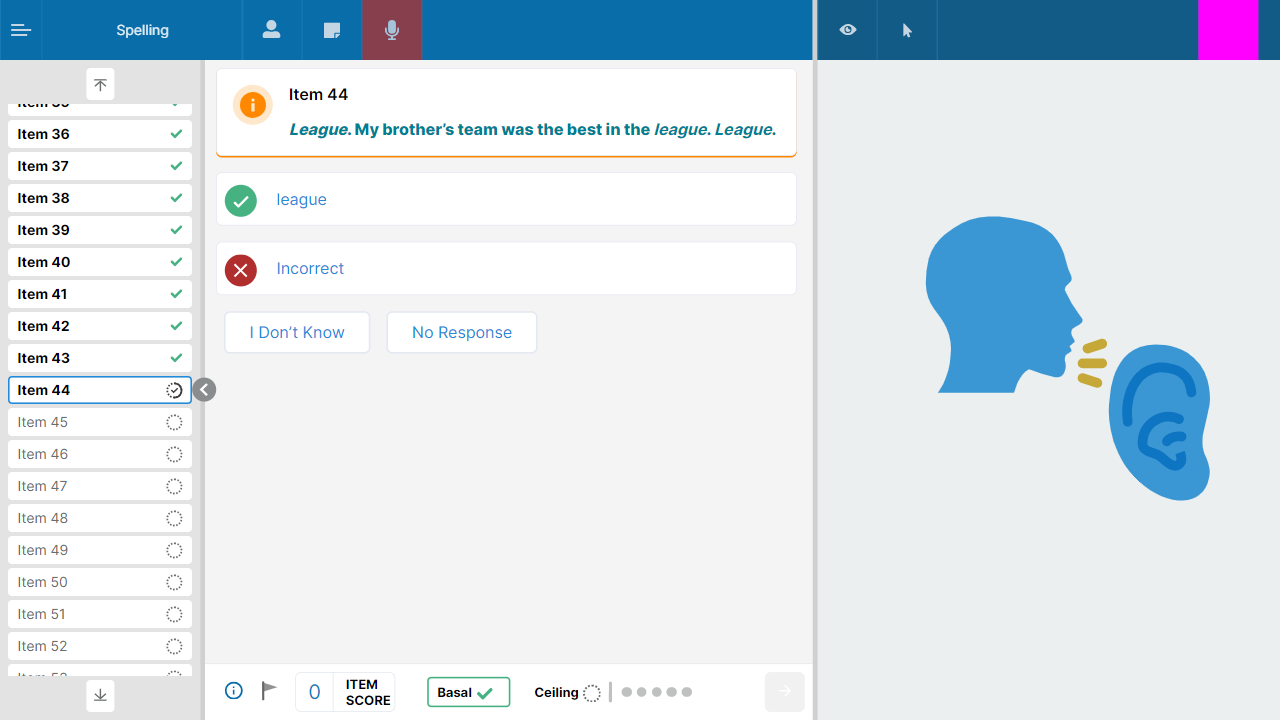 Spelling
Item 36
Item 37
Item 38
Item 39
Item 40
Item 41
Item 42
Item 43
Item 44
Item 45
Item 46
Item 47
Item 48
Item 49
Item 50
Item 51
Item 52
Item 44
League. My brother’s team was the best in the league. League.
league
Incorrect
I Don’t Know
No Response
0
ITEM
SCORE
Basal
Ceiling